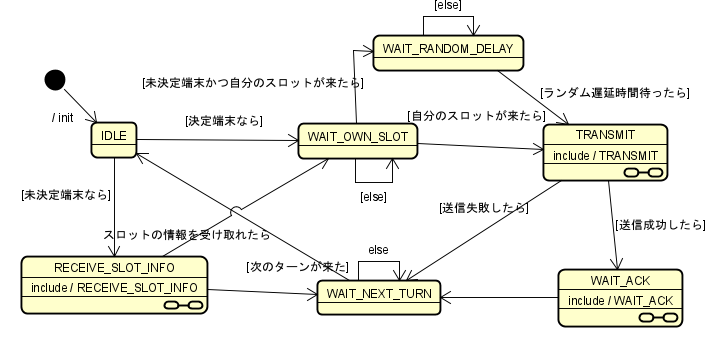 [else]
WAIT_RANDOM_DELAY
[未決定端末かつ自分のスロットが来たら]
[ランダム遅延時間待ったら]
/ init
[決定端末なら]
[自分のスロットが来たら]
IDLE
WAIT_OWN_SLOT
TRANSMIT
include / TRANSMIT
[未決定端末なら]
[else]
[送信失敗したら]
[送信成功したら]
スロットの情報を受け取れたら
else
[次のターンが来た]
RECEIVE_SLOT_INFO
include / RECEIVE_SLOT_INFO
WAIT_NEXT_TURN
WAIT_ACK
include / WAIT_ACK